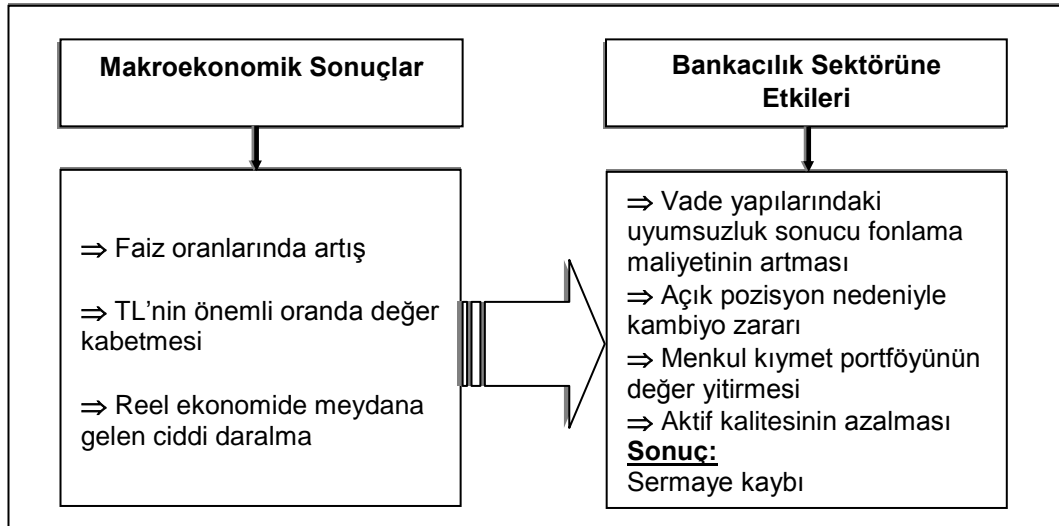 Makroekonomik Sonuçlar
⇒ Faiz oranlarında artış
⇒ TL’nin önemli oranda değer
kabetmesi
⇒ Reel ekonomide meydana
gelen ciddi daralma
Bankacılık Sektörüne
Etkileri
⇒ Vade yapılarındaki
uyumsuzluk sonucu fonlama
maliyetinin artması
⇒ Açık pozisyon nedeniyle
kambiyo zararı
⇒ Menkul kıymet portföyünün
değer yitirmesi
⇒ Aktif kalitesinin azalması
Sonuç:
Sermaye kaybı